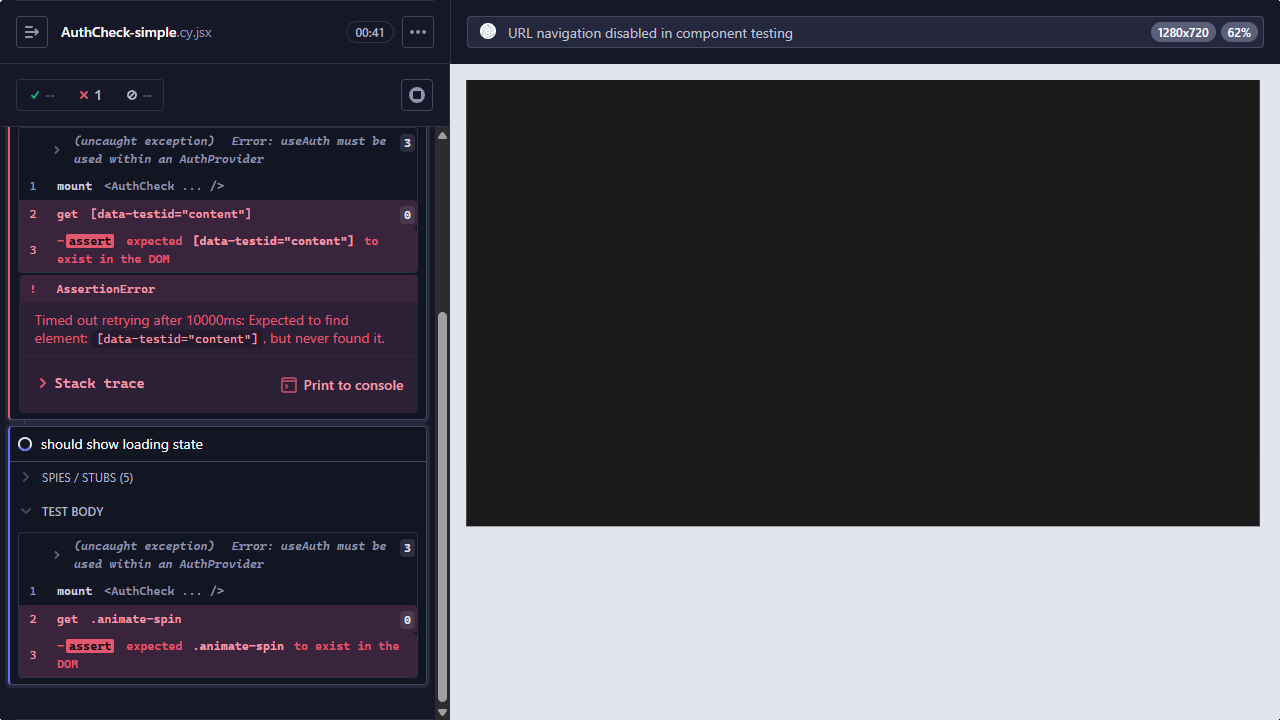 AuthCheck-simple.cy.jsx
00:41
URL navigation disabled in component testing
1280x720
62%
--
1
--
(uncaught exception) Error: useAuth must be
used within an AuthProvider
3
1 mount <AuthCheck ... />
2 get [data-testid="content"]
0
3 -assert expected [data-testid="content"] to
exist in the DOM
! AssertionError
Timed out retrying after 10000ms: Expected to find
element: [data-testid="content"], but never found it.
Stack trace
Print to console
should show loading state
SPIES / STUBS (5)
TEST BODY
(uncaught exception) Error: useAuth must be
used within an AuthProvider
3
1 mount <AuthCheck ... />
2 get .animate-spin
0
3 -assert expected .animate-spin to exist in the
DOM